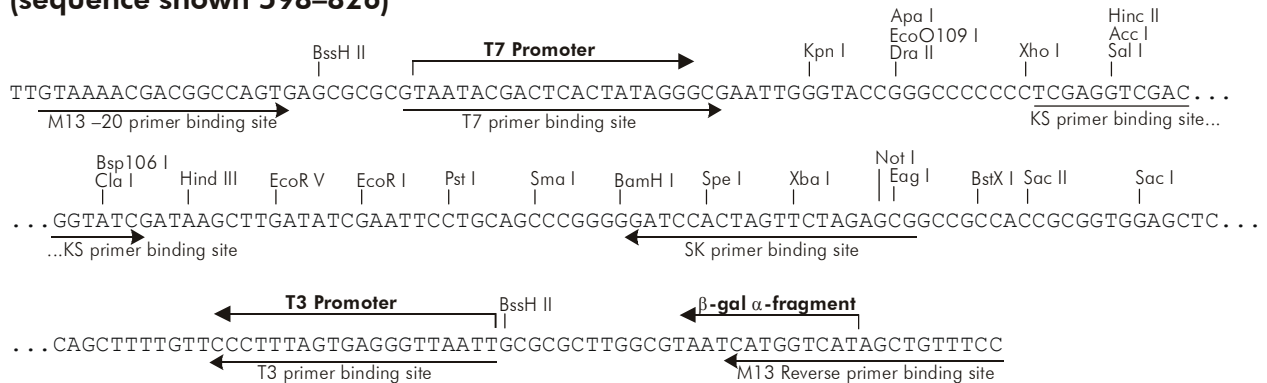 (sequence shown 598–826)
Apa I Hinc II
EcoO109 I Acc I
BssH II T7 Promoter Kpn I Dra II Xho I Sal I
TTGTAAAACGACGGCCAGTGAGCGCGCGTAATACGACTCACTATAGGGCGAATTGGGTACCGGGCCCCCCCTCGAGGTCGAC...
M13 –20 primer binding site T7 primer binding site KS primer binding site...
Bsp106 I Not I
Cla I Hind III EcoR V EcoR I Pst I Sma I BamH I Spe I Xba I Eag I BstX I Sac II Sac I
...GGTATCGATAAGCTTGATATCGAATTCCTGCAGCCCGGGGGATCCACTAGTTCTAGAGCGGCCGCCACCGCGGTGGAGCTC...
...KS primer binding site SK primer binding site
T3 Promoter BssH II β-gal α-fragment
...CAGCTTTTGTTCCCTTTAGTGAGGGTTAATTGCGCGCTTGGCGTAATCATGGTCATAGCTGTTTCC
T3 primer binding site M13 Reverse primer binding site